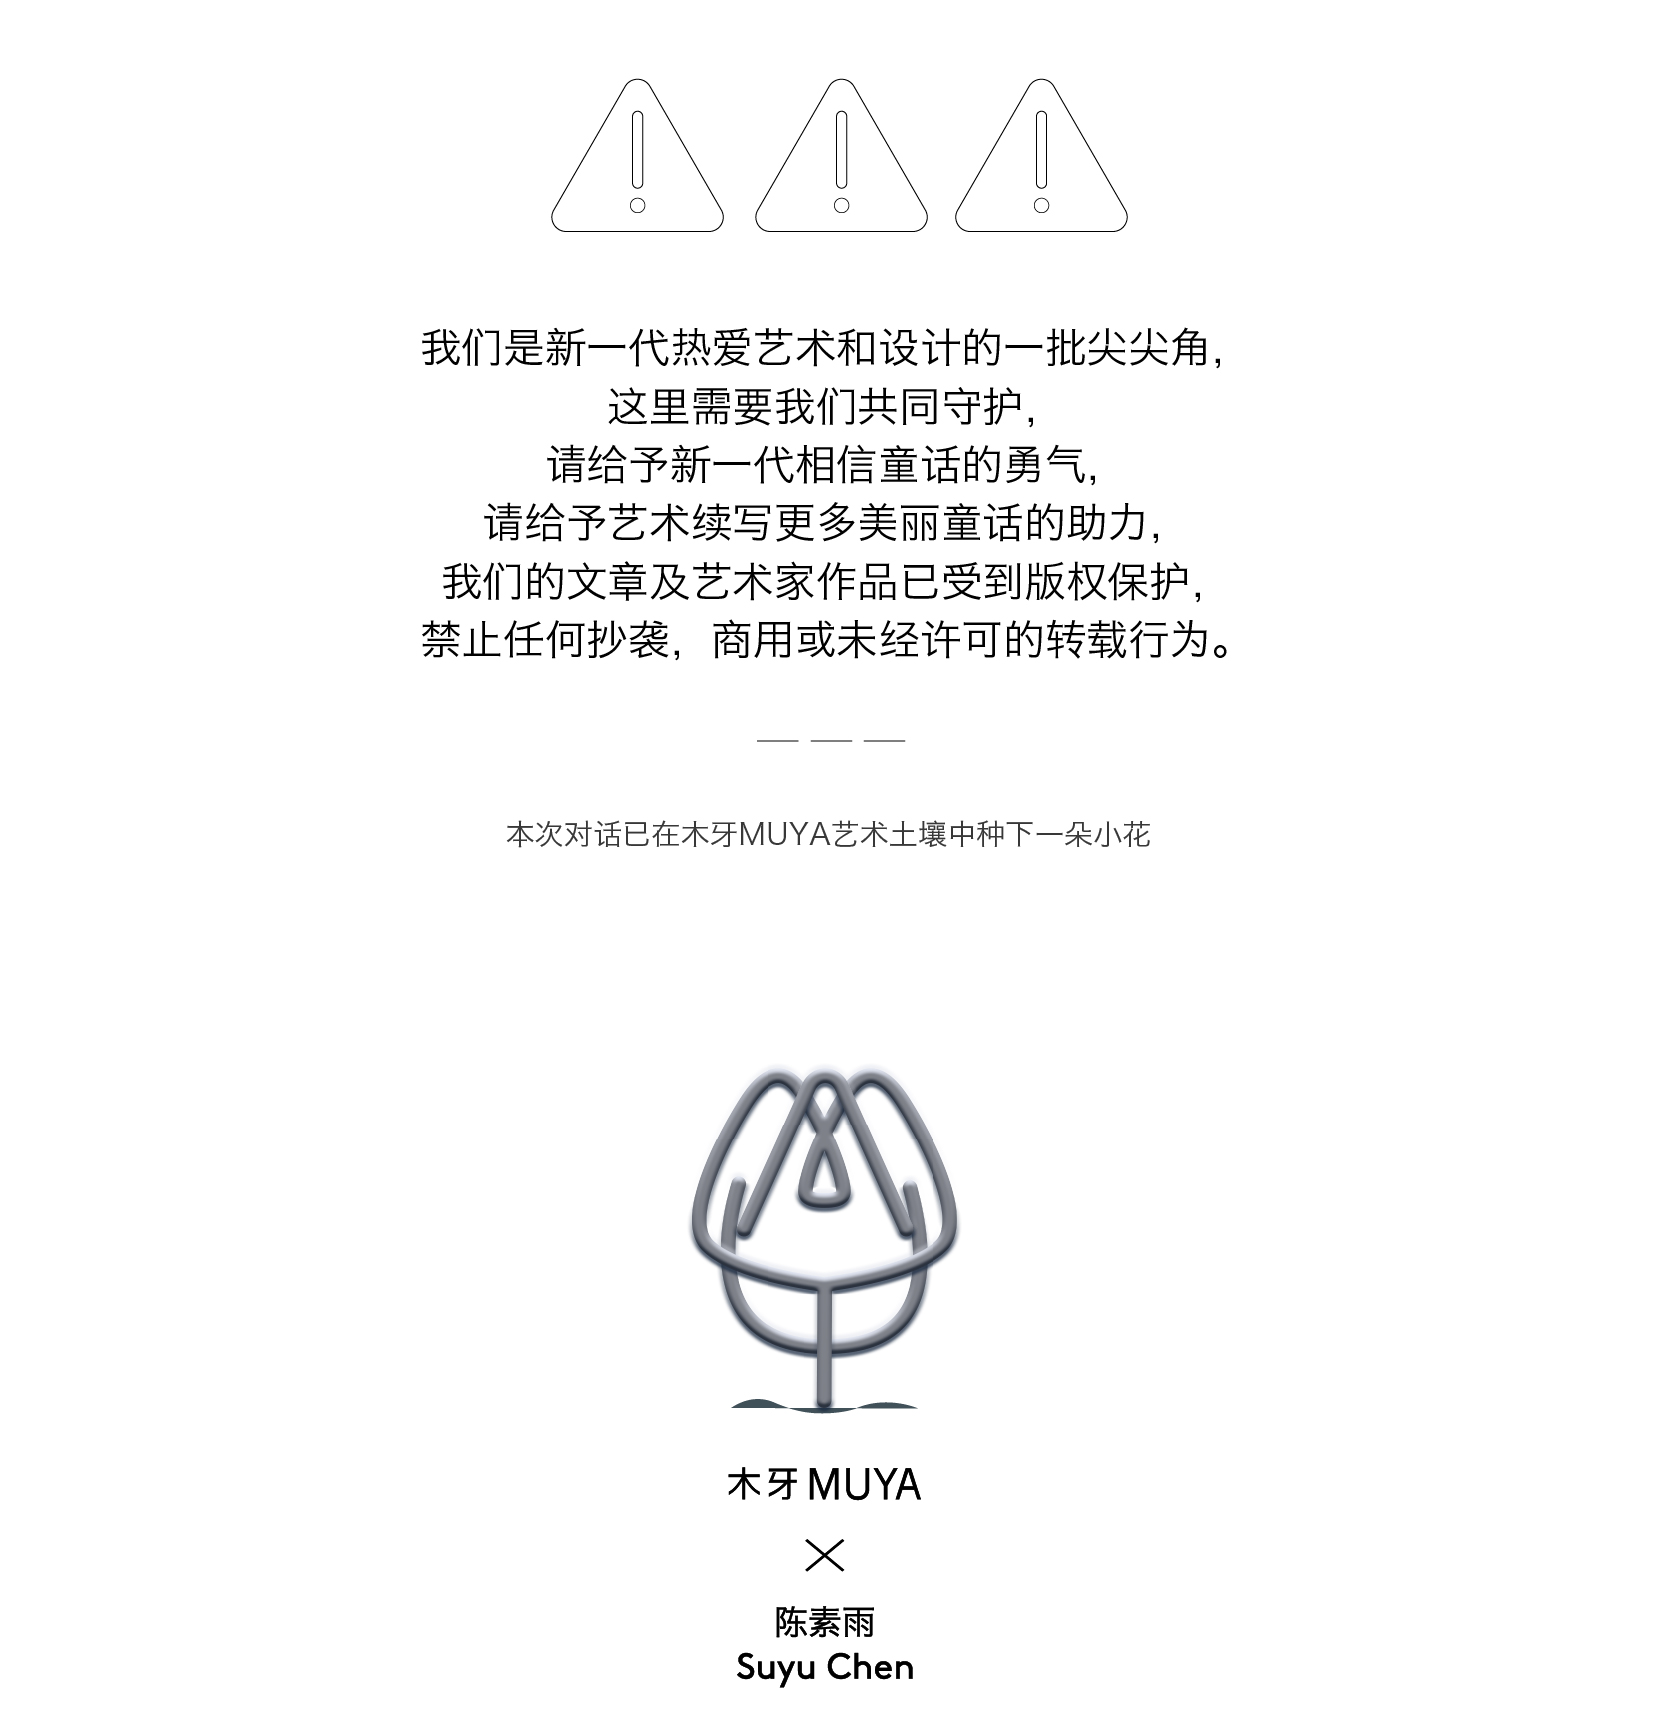 我们是新一代热爱艺术和设计的一批尖尖角，
这里需要我们共同守护，
请给予新一代相信童话的勇气，
请给予艺术续写更多美丽童话的助力，
我们的文章及艺术家作品已受到版权保护，
禁止任何抄袭，商用或未经许可的转载行为。
本次对话已在木牙MUYA艺术土壤中种下一朵小花
木牙MUYA
×
陈素雨
Suyu Chen